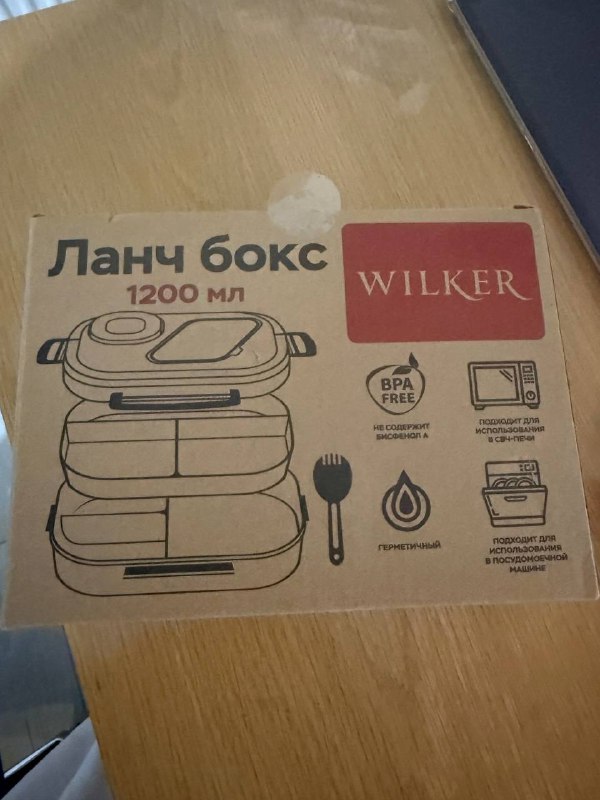 Ланч бокс
1200 мл
WILKER
BPA
FREE
НЕ СОДЕРЖИТ
БИСФЕНОЛ А
ПОДХОДИТ ДЛЯ
ИСПОЛЬЗОВАНИЯ
В СВЧ-ПЕЧИ
ГЕРМЕТИЧНЫЙ
ПОДХОДИТ ДЛЯ
ИСПОЛЬЗОВАНИЯ
В ПОСУДОМОЕЧНОЙ
МАШИНЕ